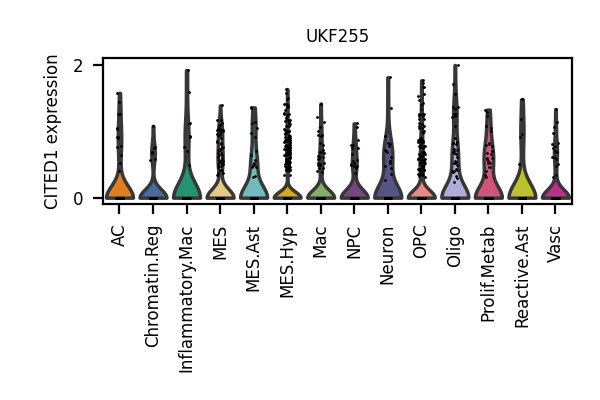 UKF255
CITED1 expression
2
0
AC
Chromatin.Reg
Inflammatory.Mac
MES
MES.Ast
MES.Hyp
Mac
NPC
Neuron
OPC
Oligo
Prolif.Metab
Reactive.Ast
Vasc